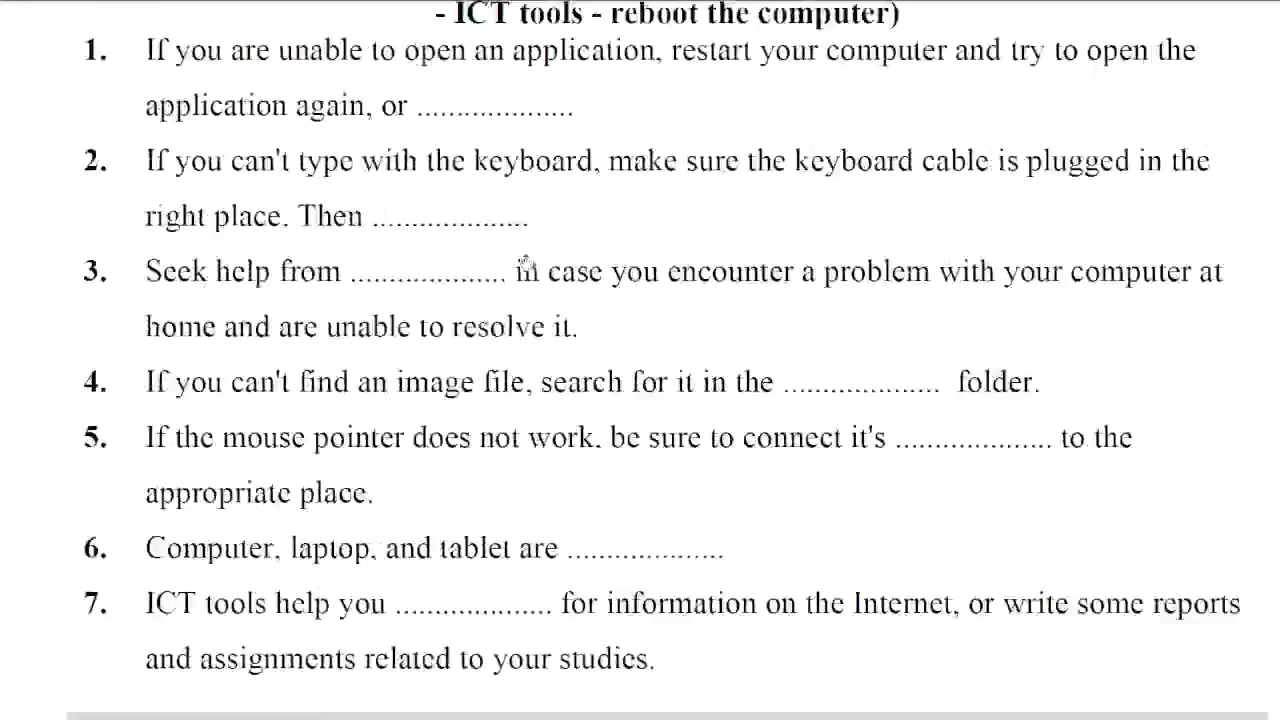 - ICT tools - reboot the computer)
1. If you are unable to open an application, restart your computer and try to open the
application again, or ....................
2. If you can't type with the keyboard, make sure the keyboard cable is plugged in the
right place. Then ....................
3. Seek help from .................... in case you encounter a problem with your computer at
home and are unable to resolve it.
4. If you can't find an image file, search for it in the .................... folder.
5. If the mouse pointer does not work. be sure to connect it's .................... to the
appropriate place.
6. Computer, laptop, and tablet are ....................
7. ICT tools help you .................... for information on the Internet, or write some reports
and assignments related to your studies.